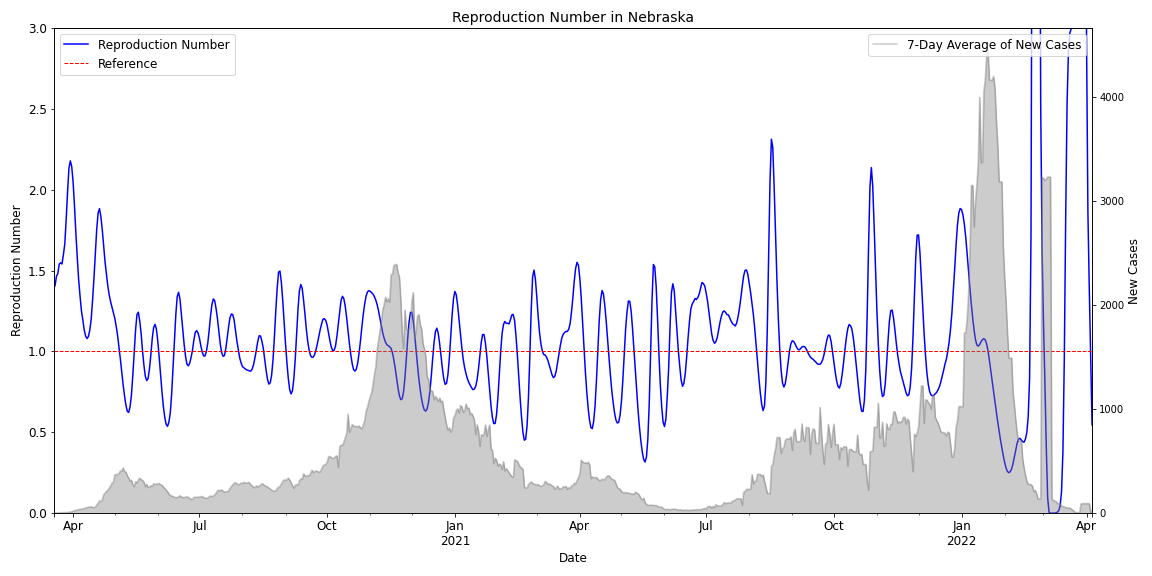 Reproduction Number in Nebraska
Reproduction Number
Reference
7-Day Average of New Cases
3.0
2.5
2.0
1.5
1.0
0.5
0.0
Reproduction Number
4000
3000
2000
1000
0
New Cases
Apr
Jul
Oct
Jan
2021
Apr
Jul
Oct
Jan
2022
Apr
Date